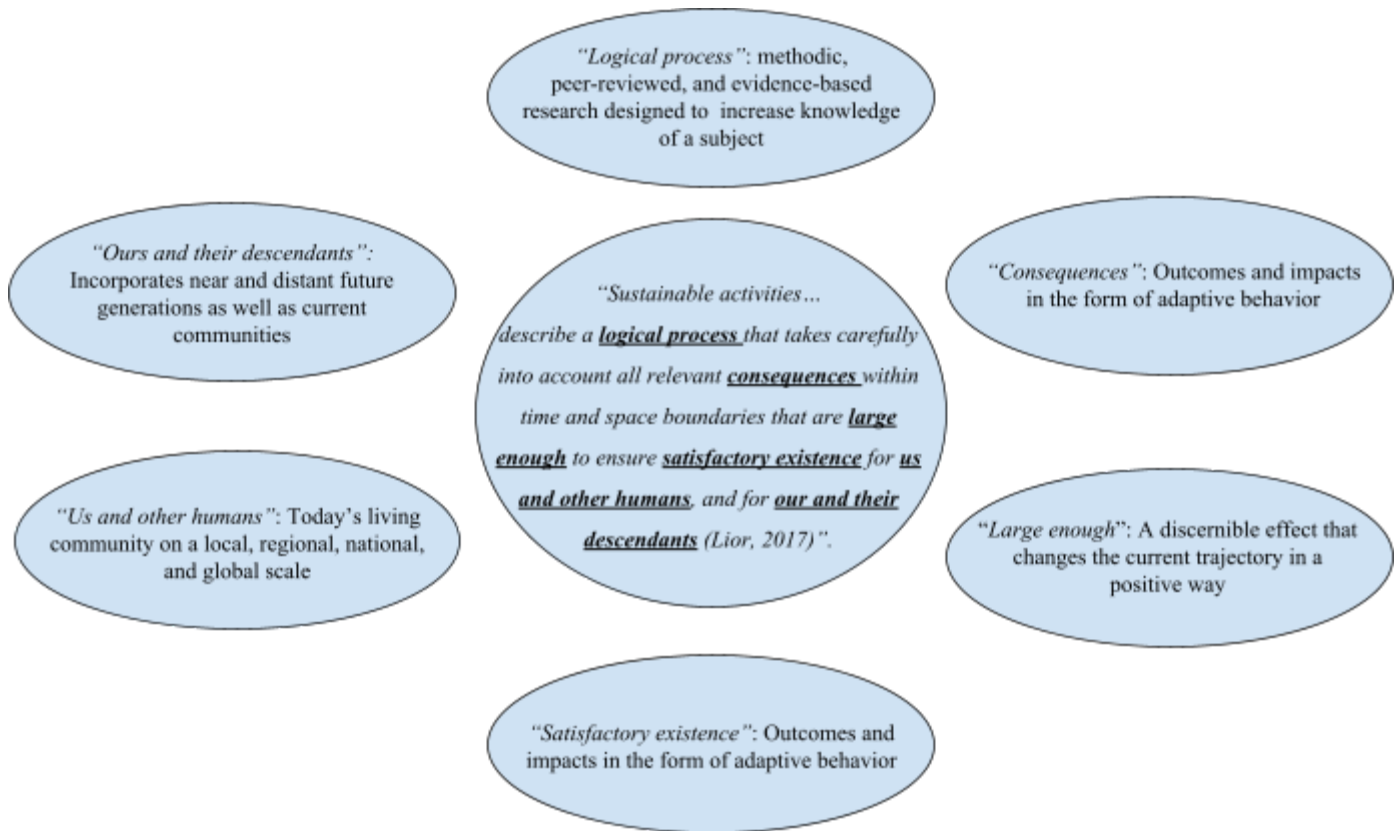 “Logical process”: methodic,
peer-reviewed, and evidence-based
research designed to  increase knowledge
of a subject
“Ours and their descendants”:
Incorporates near and distant future
generations as well as current
communities
“Sustainable activities…
describe a logical process that takes carefully
into account all relevant consequences within
time and space boundaries that are large
enough to ensure satisfactory existence for us
and other humans, and for our and their
descendants (Lior, 2017)”.
“Consequences”: Outcomes and impacts
in the form of adaptive behavior
“Us and other humans”: Today’s living
community on a local, regional, national,
and global scale
“Large enough”: A discernible effect that
changes the current trajectory in a
positive way
“Satisfactory existence”: Outcomes and
impacts in the form of adaptive behavior